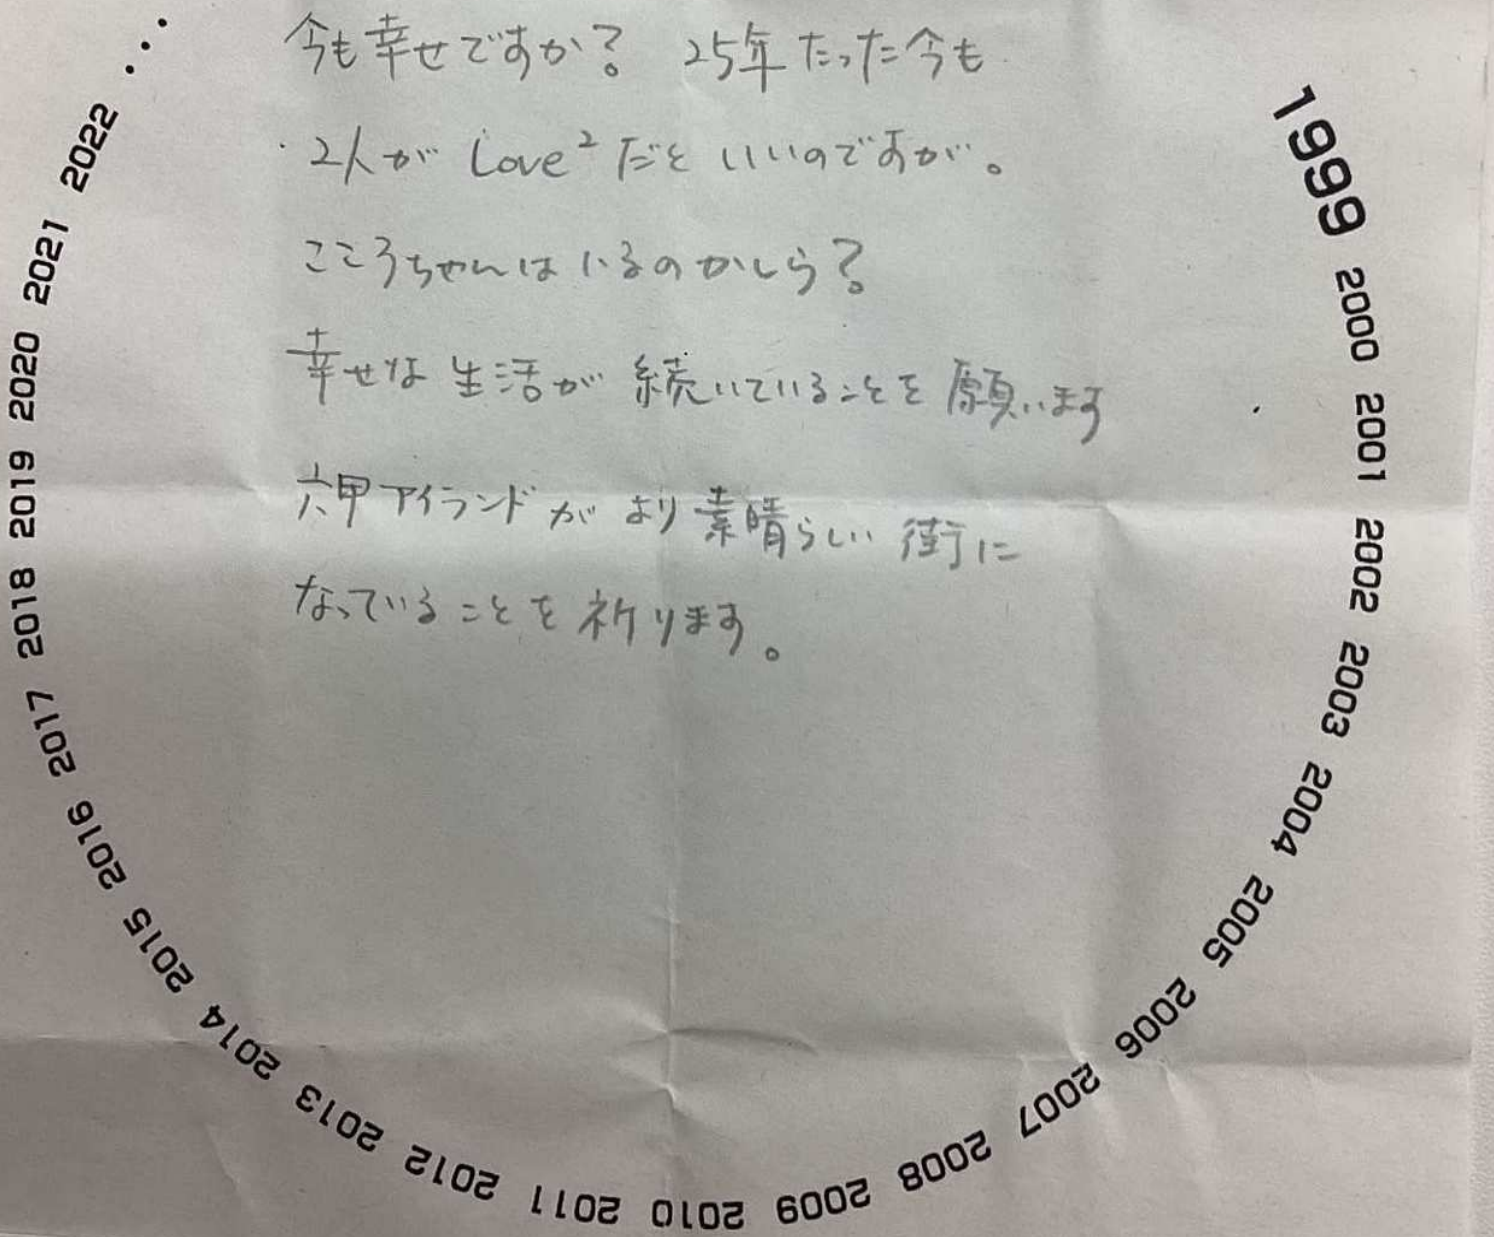 今も幸せですか? 25年たった今も
2人が Love² だといいのですが。
こころちゃんはいるのかしら?
幸せな生活が続いていることを願います
六甲アイランドがより素晴らしい街に
なっていることを祈ります。
1999 2000 2001 2002 2003 2004 2005 2006 2007 2008 2009 2010 2011 2012 2013 2014 2015 2016 2017 2018 2019 2020 2021 2022 ...